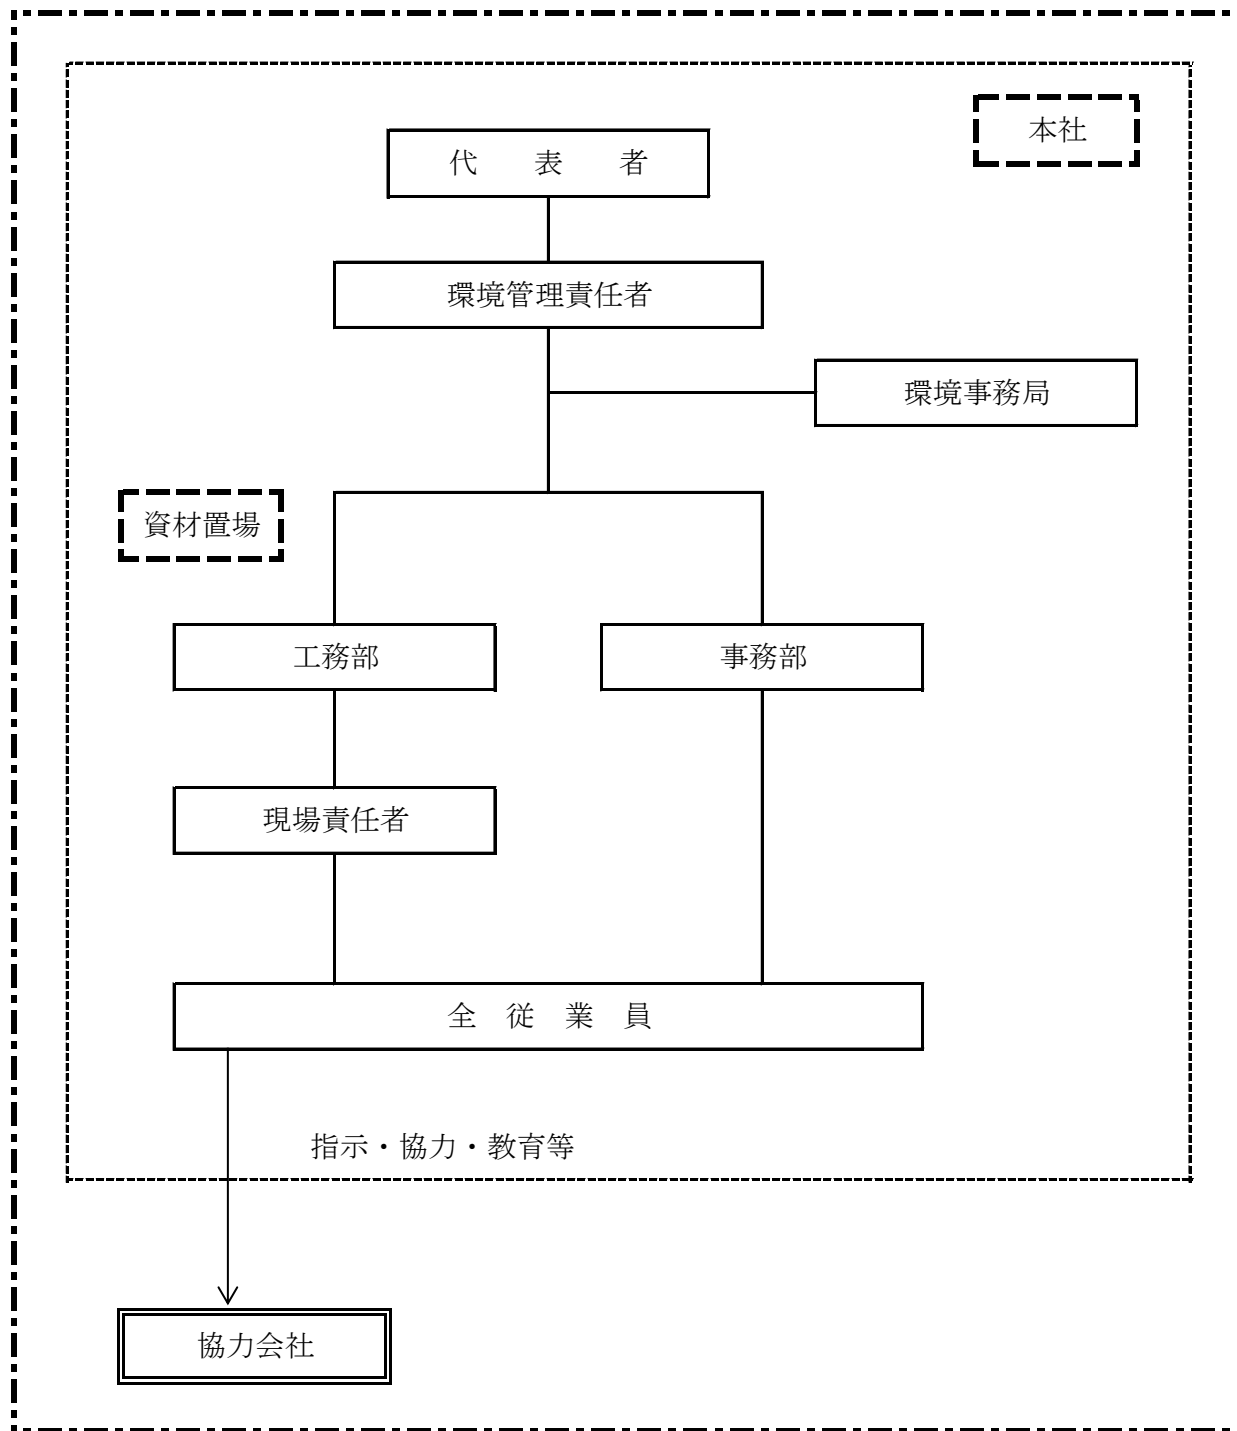 本社
代　表　者
環境管理責任者
環境事務局
資材置場
工務部
事務部
現場責任者
全　従　業　員
指示・協力・教育等
協力会社